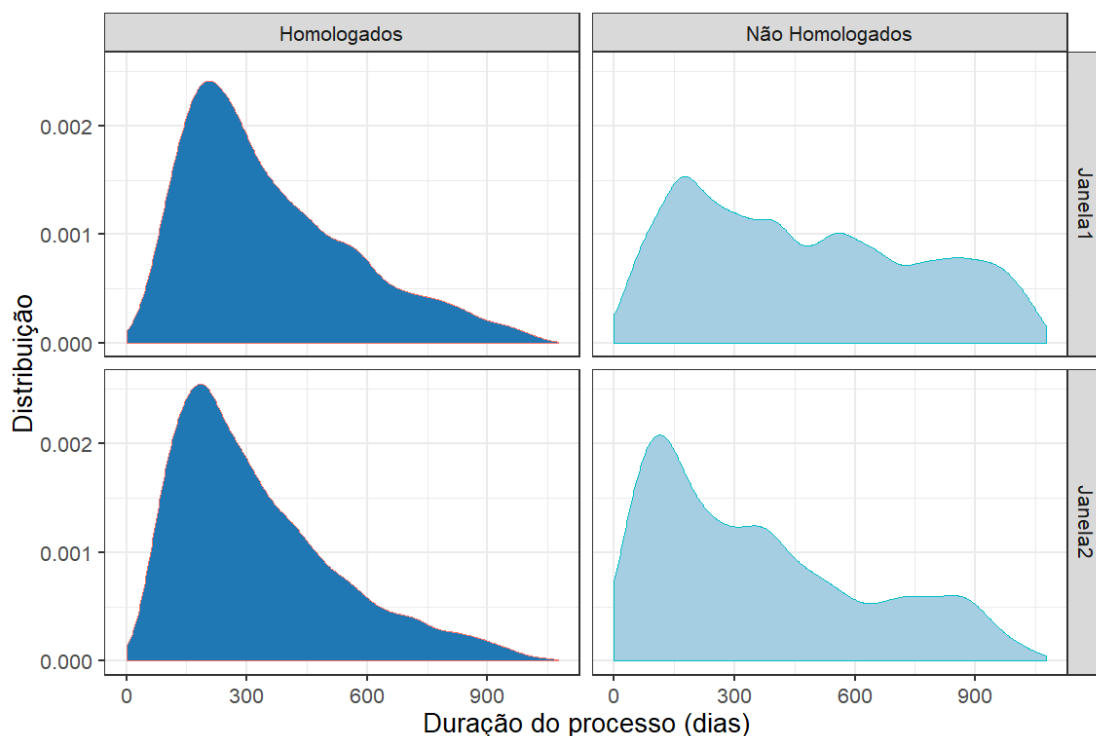 Homologados
Não Homologados
Janela1
0.002
0.001
0.000
Distribuição
Janela2
0.002
0.001
0.000
0
300
600
900
0
300
600
900
Duração do processo (dias)